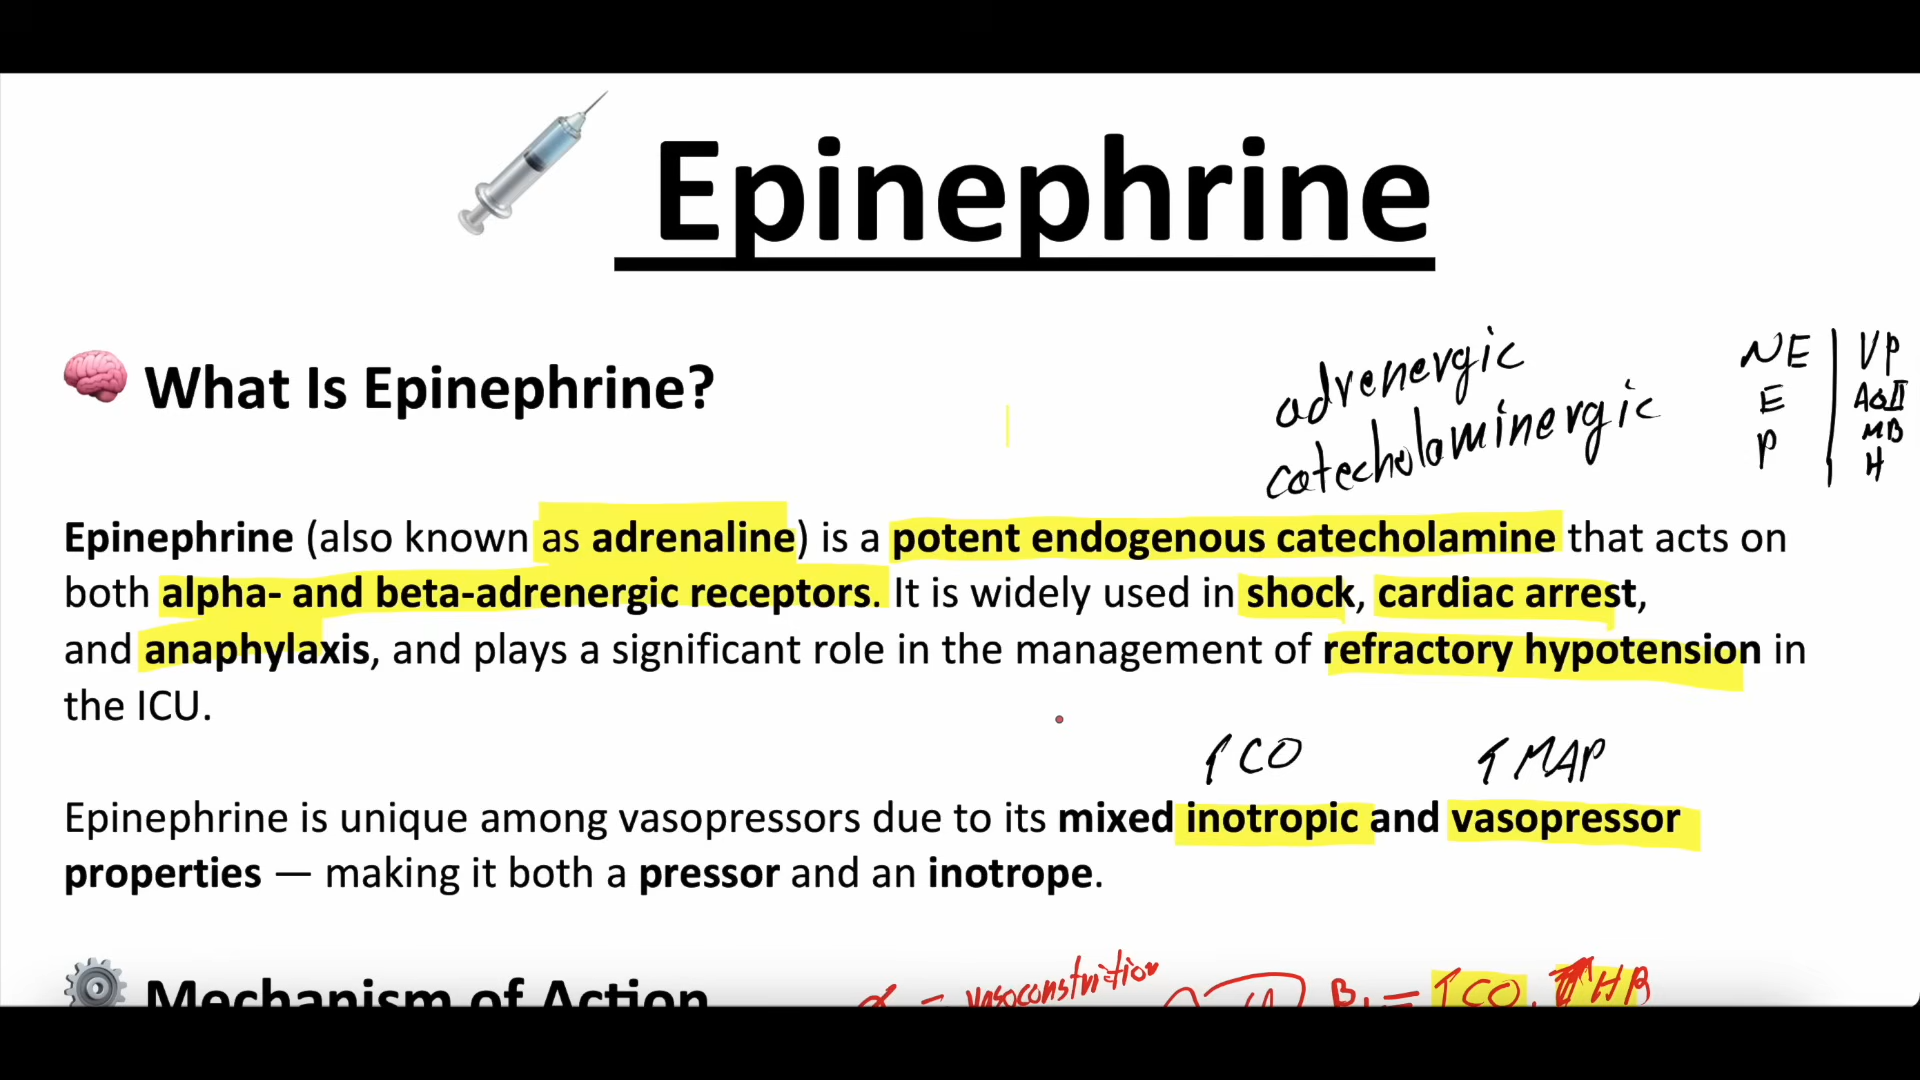 Epinephrine
What Is Epinephrine?
adrenergic
catecholaminergic
NE | VP
E | AoII
P | MB
H
Epinephrine (also known as adrenaline) is a potent endogenous catecholamine that acts on
both alpha- and beta-adrenergic receptors. It is widely used in shock, cardiac arrest,
and anaphylaxis, and plays a significant role in the management of refractory hypotension in
the ICU.
↑CO ↑MAP
Epinephrine is unique among vasopressors due to its mixed inotropic and vasopressor
properties — making it both a pressor and an inotrope.
Mechanism of Action
α - vasoconstriction B₁ = ↑CO, ↑HR